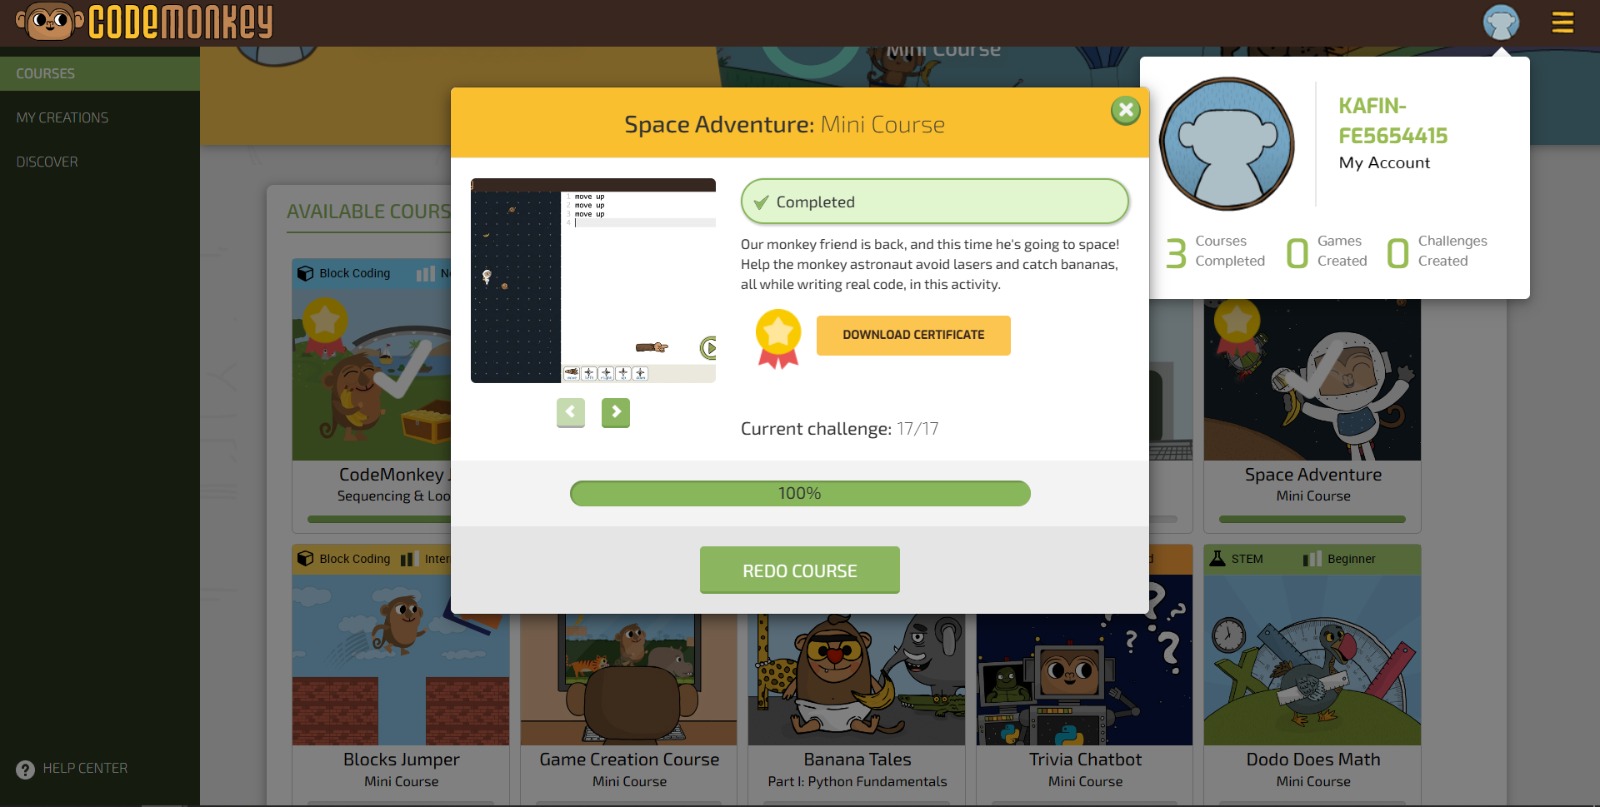 CODEMONKEY
COURSES
MY CREATIONS
DISCOVER
HELP CENTER
Mini Course
KAFIN-
FE5654415
My Account
3 Courses Completed
0 Games Created
0 Challenges Created
Space Adventure: Mini Course
1 move up
2 move up
3 move up
4
Completed
Our monkey friend is back, and this time he's going to space!
Help the monkey astronaut avoid lasers and catch bananas,
all while writing real code, in this activity.
DOWNLOAD CERTIFICATE
Current challenge: 17/17
100%
REDO COURSE
AVAILABLE COURS
Block Coding
CodeMonkey J
Sequencing & Loo
Space Adventure
Mini Course
Block Coding Inter
STEM Beginner
Blocks Jumper
Mini Course
Game Creation Course
Mini Course
Banana Tales
Part I: Python Fundamentals
Trivia Chatbot
Mini Course
Dodo Does Math
Mini Course